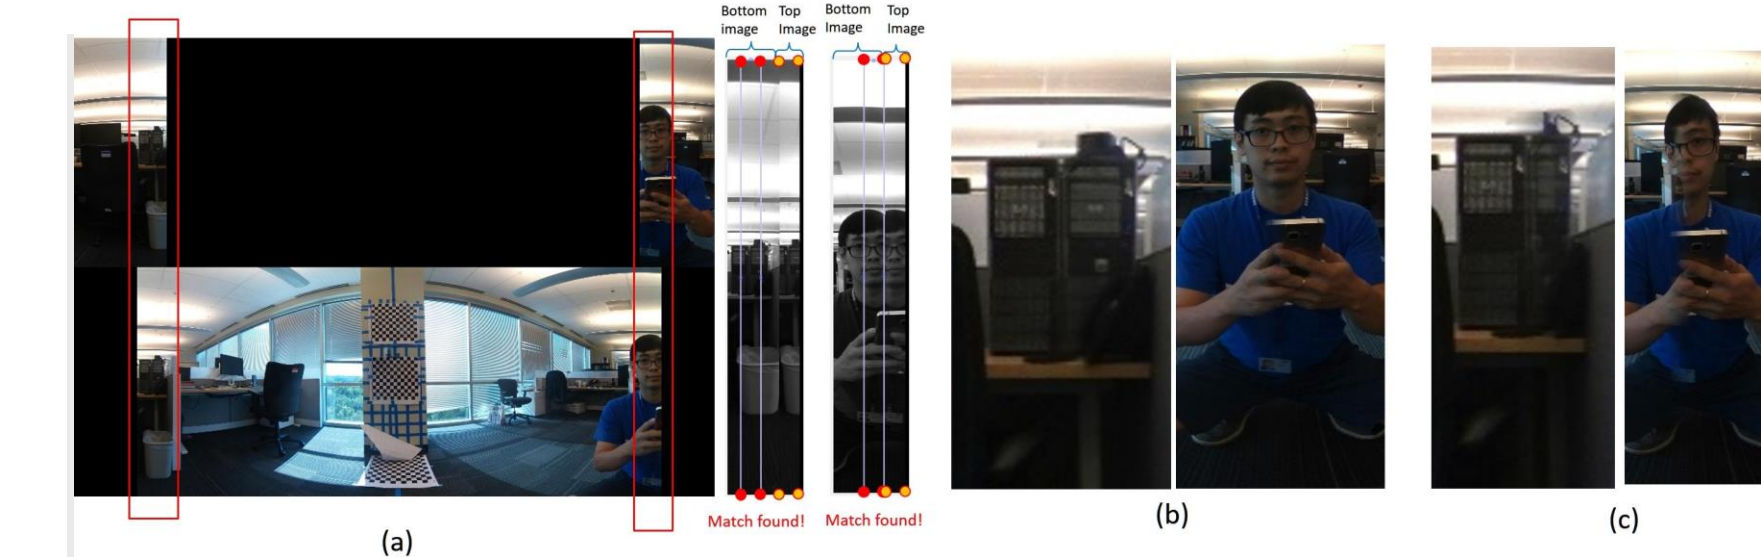 Bottom image
Top Image
Bottom Image
Top Image
Match found!
Match found!
(a)
(b)
(c)